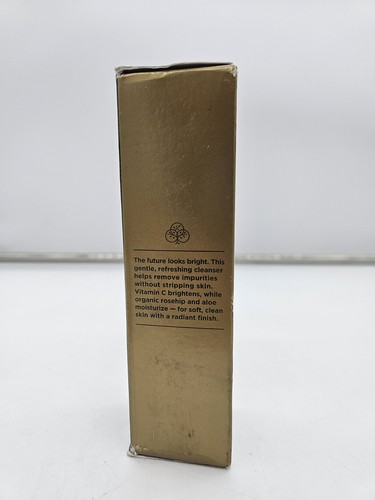 The future looks bright. This
gentle, refreshing cleanser
helps remove impurities
without stripping skin.
Vitamin C brightens, while
organic rosehip and aloe
moisturize — for soft, clean
skin with a radiant finish.